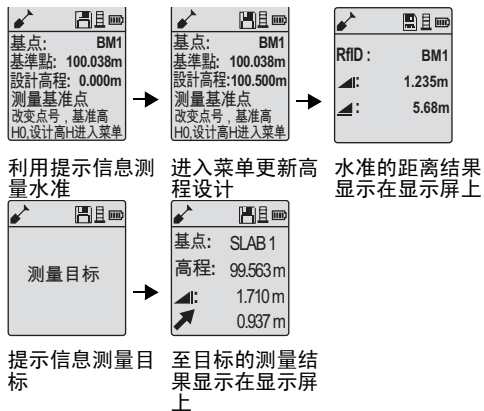 基点: BM1
基準點: 100.038m
設計高程: 0.000m
测量基准点
改变点号，基准高
H0,设计高H进入菜单
利用提示信息测
量水准
基点: BM1
基準點: 100.038m
設計高程:100.500m
测量基准点
改变点号，基准高
H0,设计高H进入菜单
进入菜单更新高
程设计
RfID : BM1
: 1.235m
: 5.68m
水准的距离结果
显示在显示屏上
测量目标
提示信息测量目
标
基点: SLAB 1
高程: 99.563 m
: 1.710 m
0.937 m
至目标的测量结
果显示在显示屏
上